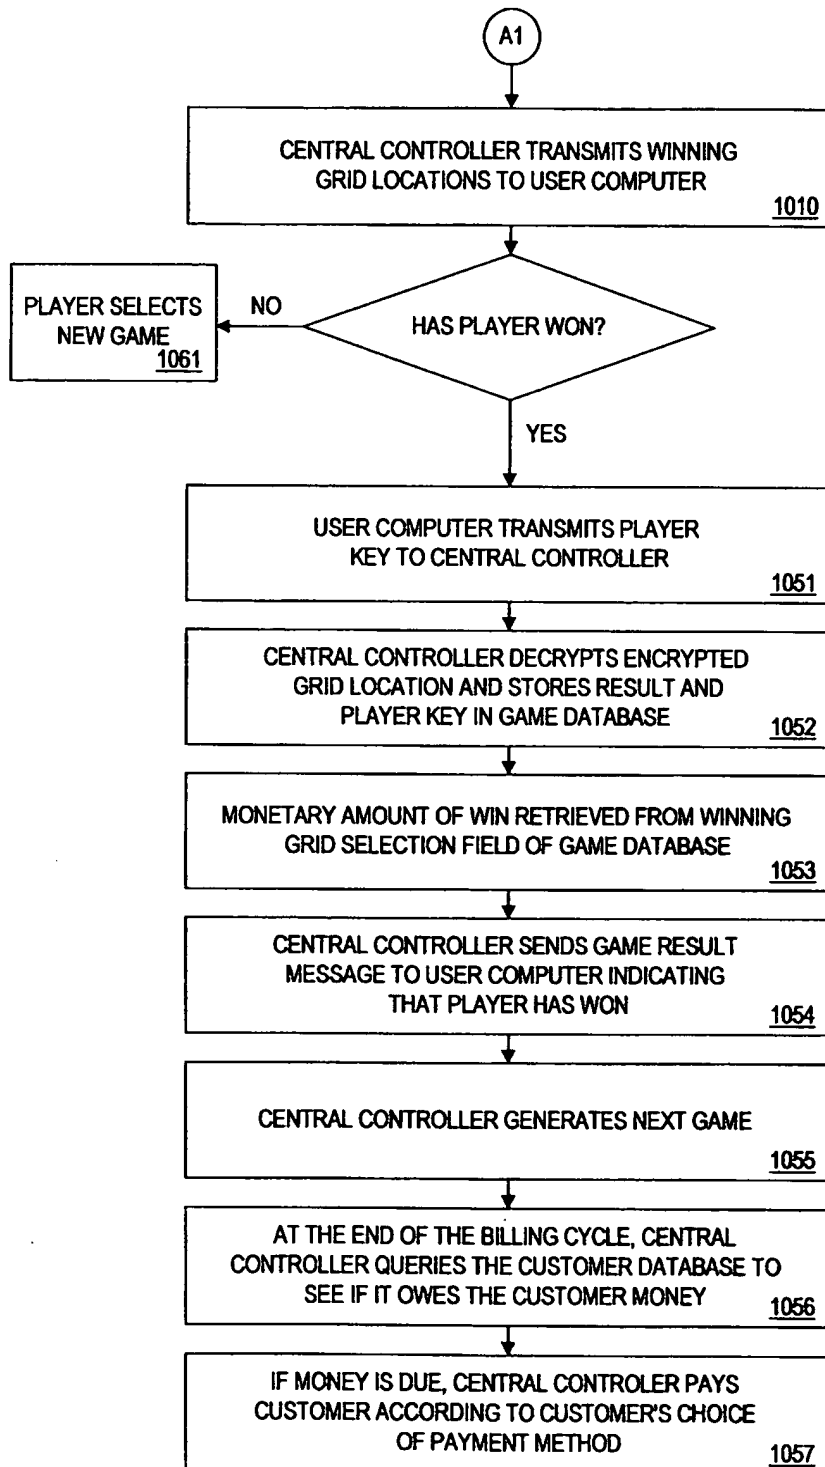 A1
CENTRAL CONTROLLER TRANSMITS WINNING
GRID LOCATIONS TO USER COMPUTER
1010
HAS PLAYER WON?
NO
PLAYER SELECTS
NEW GAME
1061
YES
USER COMPUTER TRANSMITS PLAYER
KEY TO CENTRAL CONTROLLER
1051
CENTRAL CONTROLLER DECRYPTS ENCRYPTED
GRID LOCATION AND STORES RESULT AND
PLAYER KEY IN GAME DATABASE
1052
MONETARY AMOUNT OF WIN RETRIEVED FROM WINNING
GRID SELECTION FIELD OF GAME DATABASE
1053
CENTRAL CONTROLLER SENDS GAME RESULT
MESSAGE TO USER COMPUTER INDICATING
THAT PLAYER HAS WON
1054
CENTRAL CONTROLLER GENERATES NEXT GAME
1055
AT THE END OF THE BILLING CYCLE, CENTRAL
CONTROLLER QUERIES THE CUSTOMER DATABASE TO
SEE IF IT OWES THE CUSTOMER MONEY
1056
IF MONEY IS DUE, CENTRAL CONTROLER PAYS
CUSTOMER ACCORDING TO CUSTOMER'S CHOICE
OF PAYMENT METHOD
1057